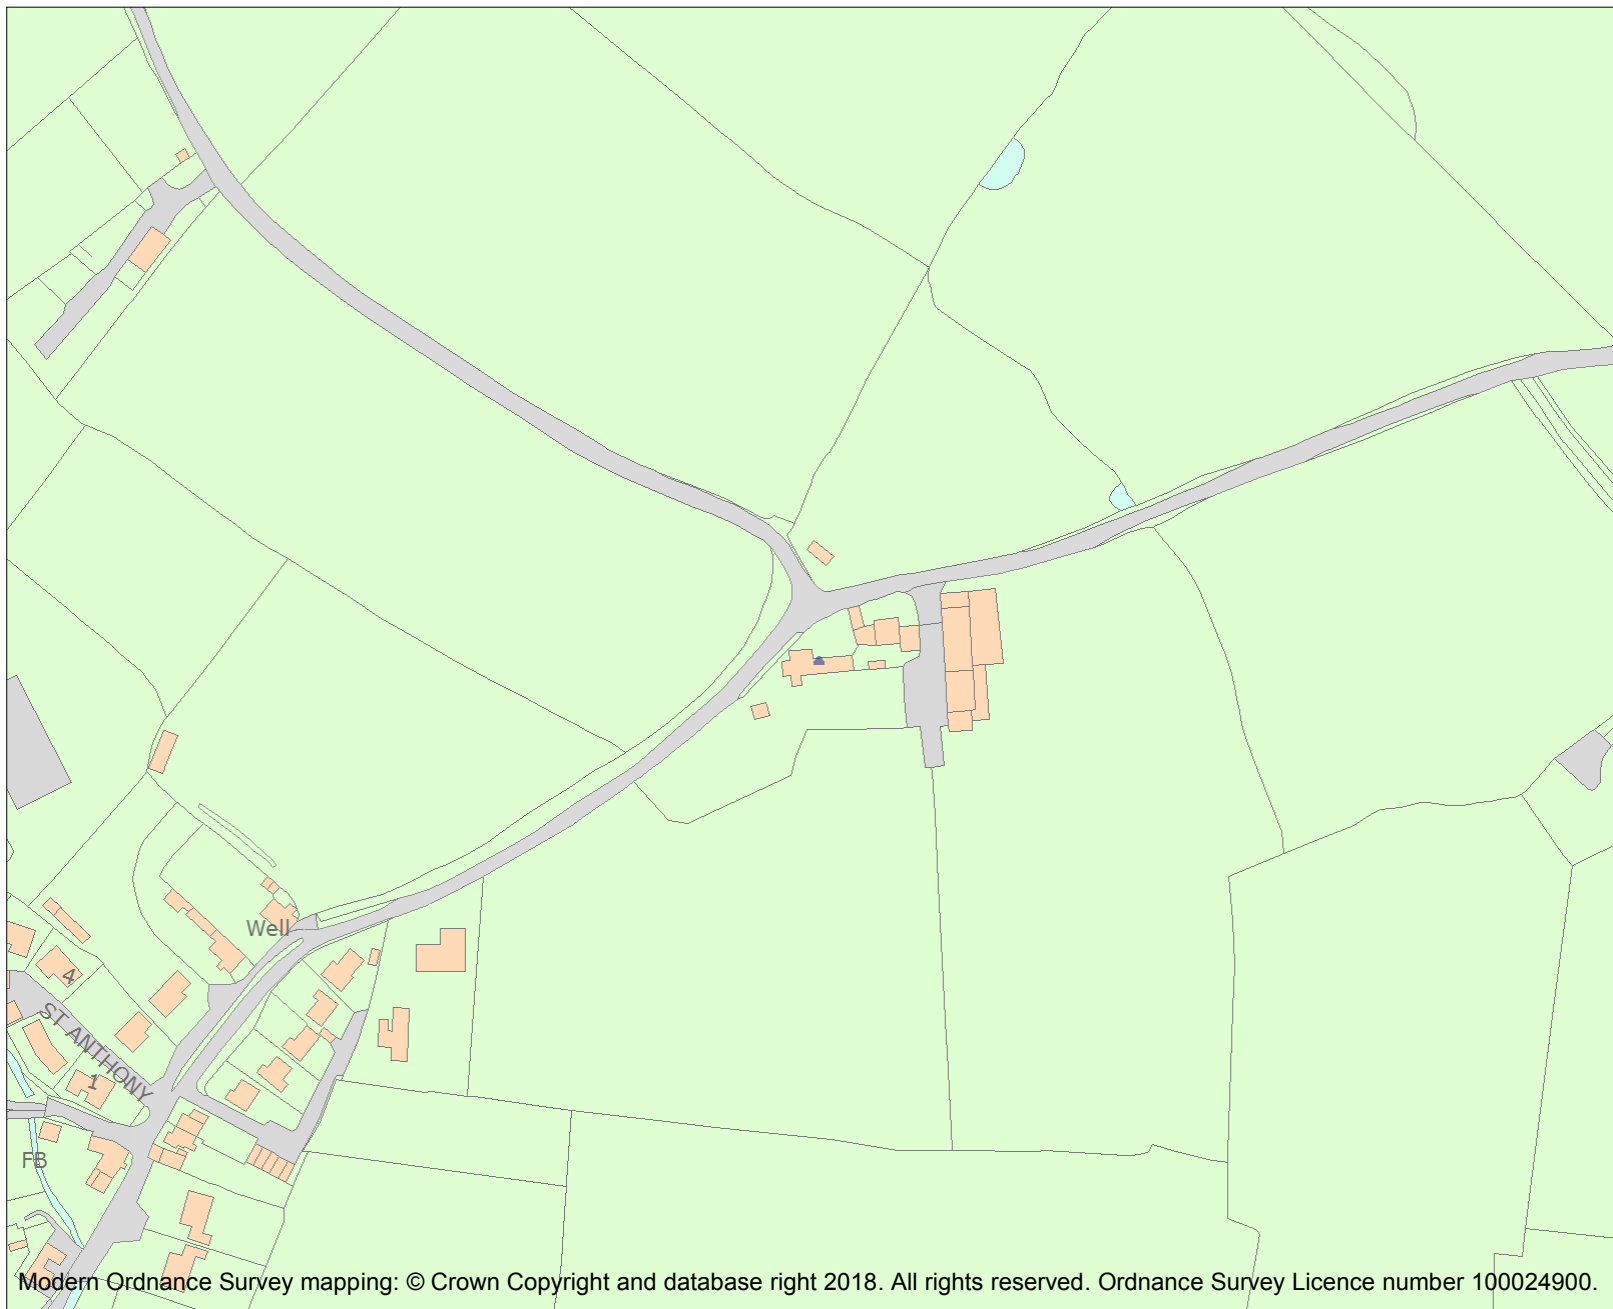 Well
4
ST ANTHONY
1
FB
Modern Ordnance Survey mapping: © Crown Copyright and database right 2018. All rights reserved. Ordnance Survey Licence number 100024900.